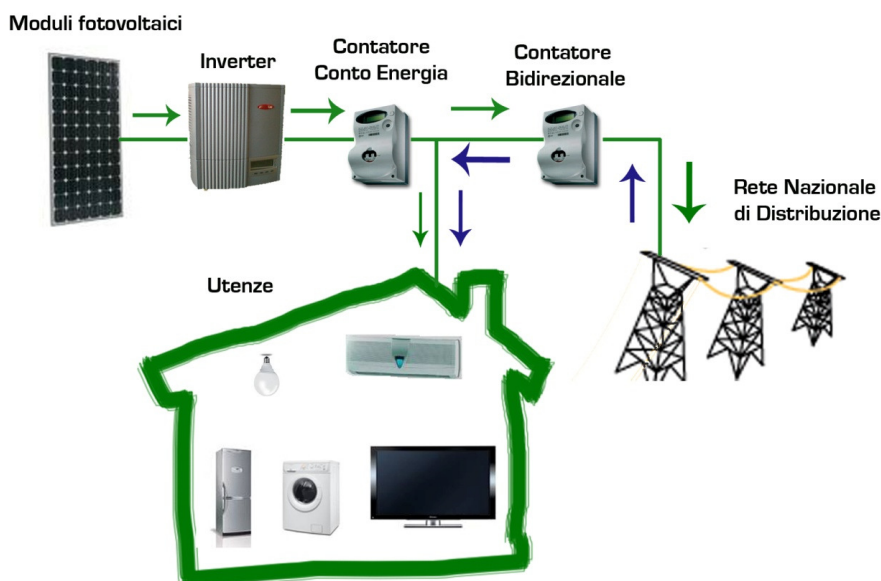 Moduli fotovoltaici
Inverter
Contatore
Conto Energia
Contatore
Bidirezionale
Rete Nazionale
di Distribuzione
Utenze